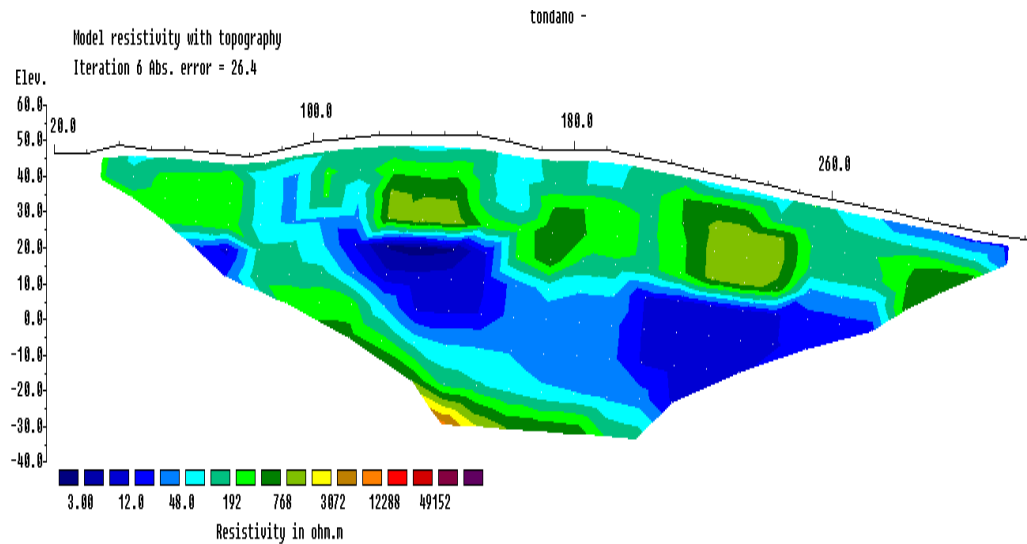 tondano -
Model resistivity with topography
Iteration 6 Abs. error = 26.4
Elev.
60.0
20.0
100.0
180.0
260.0
50.0
40.0
30.0
20.0
10.0
0.0
-10.0
-20.0
-30.0
-40.0
3.00 12.0 48.0 192 768 3072 12288 49152
Resistivity in ohm.m